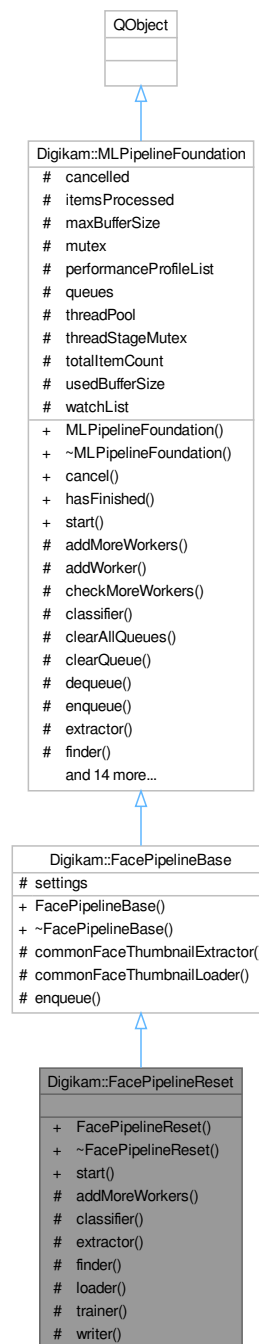 QObject
Digikam::MLPipelineFoundation
# cancelled
# itemsProcessed
# maxBufferSize
# mutex
# performanceProfileList
# queues
# threadPool
# threadStageMutex
# totalItemCount
# usedBufferSize
# watchList
+ MLPipelineFoundation()
+ ~MLPipelineFoundation()
+ cancel()
+ hasFinished()
+ start()
# addMoreWorkers()
# addWorker()
# checkMoreWorkers()
# classifier()
# clearAllQueues()
# clearQueue()
# dequeue()
# enqueue()
# extractor()
# finder()
and 14 more...
Digikam::FacePipelineBase
# settings
+ FacePipelineBase()
+ ~FacePipelineBase()
# commonFaceThumbnailExtractor()
# commonFaceThumbnailLoader()
# enqueue()
Digikam::FacePipelineReset
+ FacePipelineReset()
+ ~FacePipelineReset()
+ start()
# addMoreWorkers()
# classifier()
# extractor()
# finder()
# loader()
# trainer()
# writer()